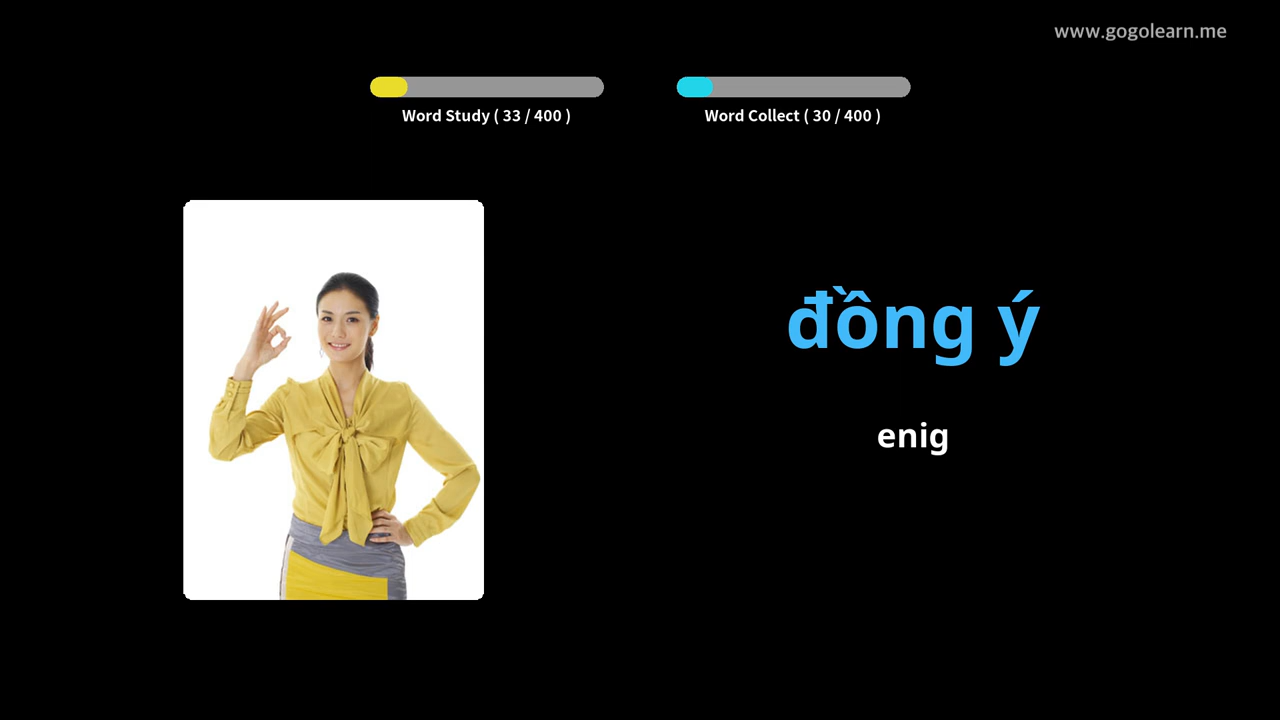 www.gogolearn.me
Word Study ( 33 / 400 )
Word Collect ( 30 / 400 )
đồng ý
enig